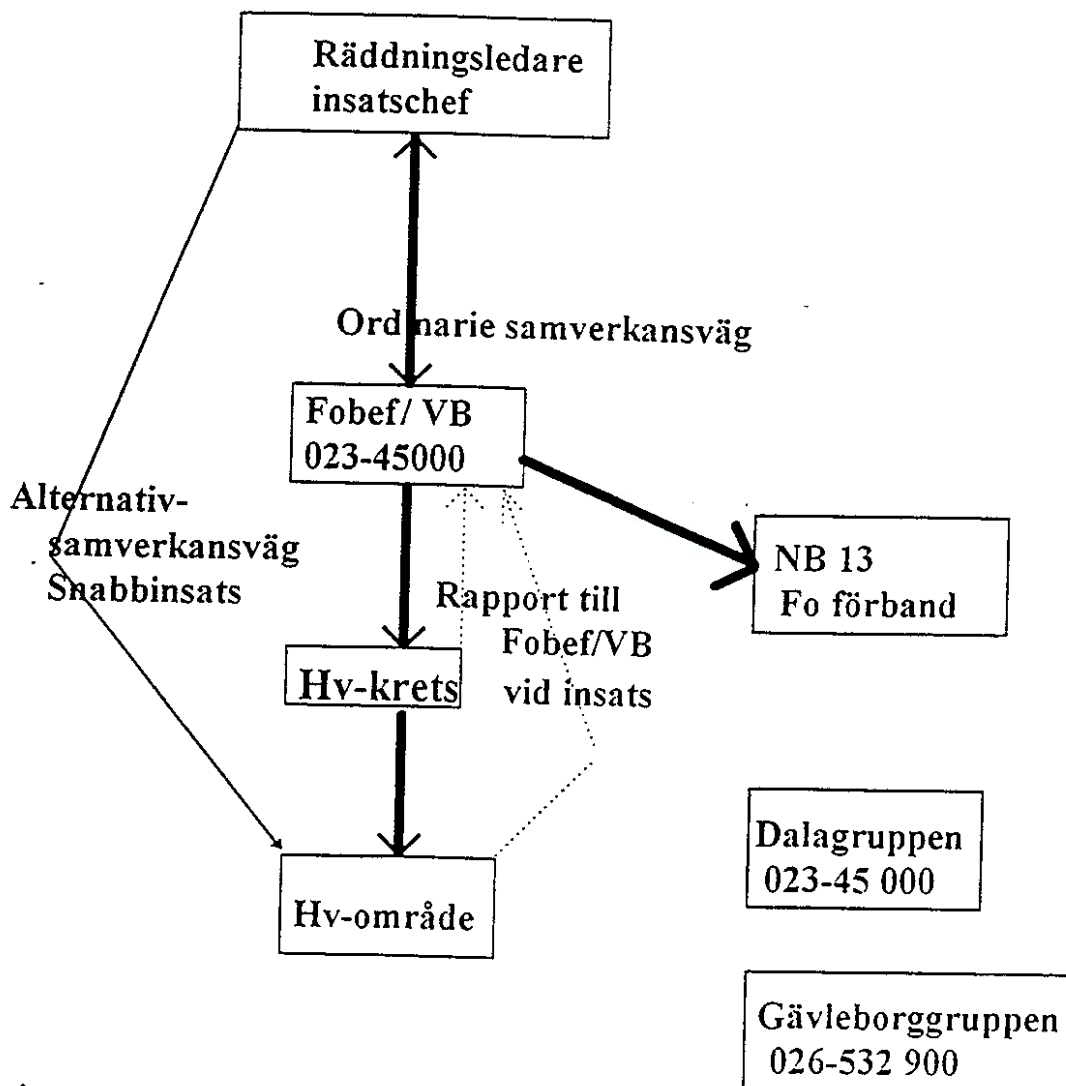 Räddningsledare
insatschef
Ordinarie samverkansväg
Fobef/ VB
023-45000
Alternativ-
samverkansväg
Snabbinsats
NB 13
Fo förband
Rapport till
Fobef/VB
vid insats
Hv-krets
Dalagruppen
023-45 000
Hv-område
Gävleborggruppen
026-532 900